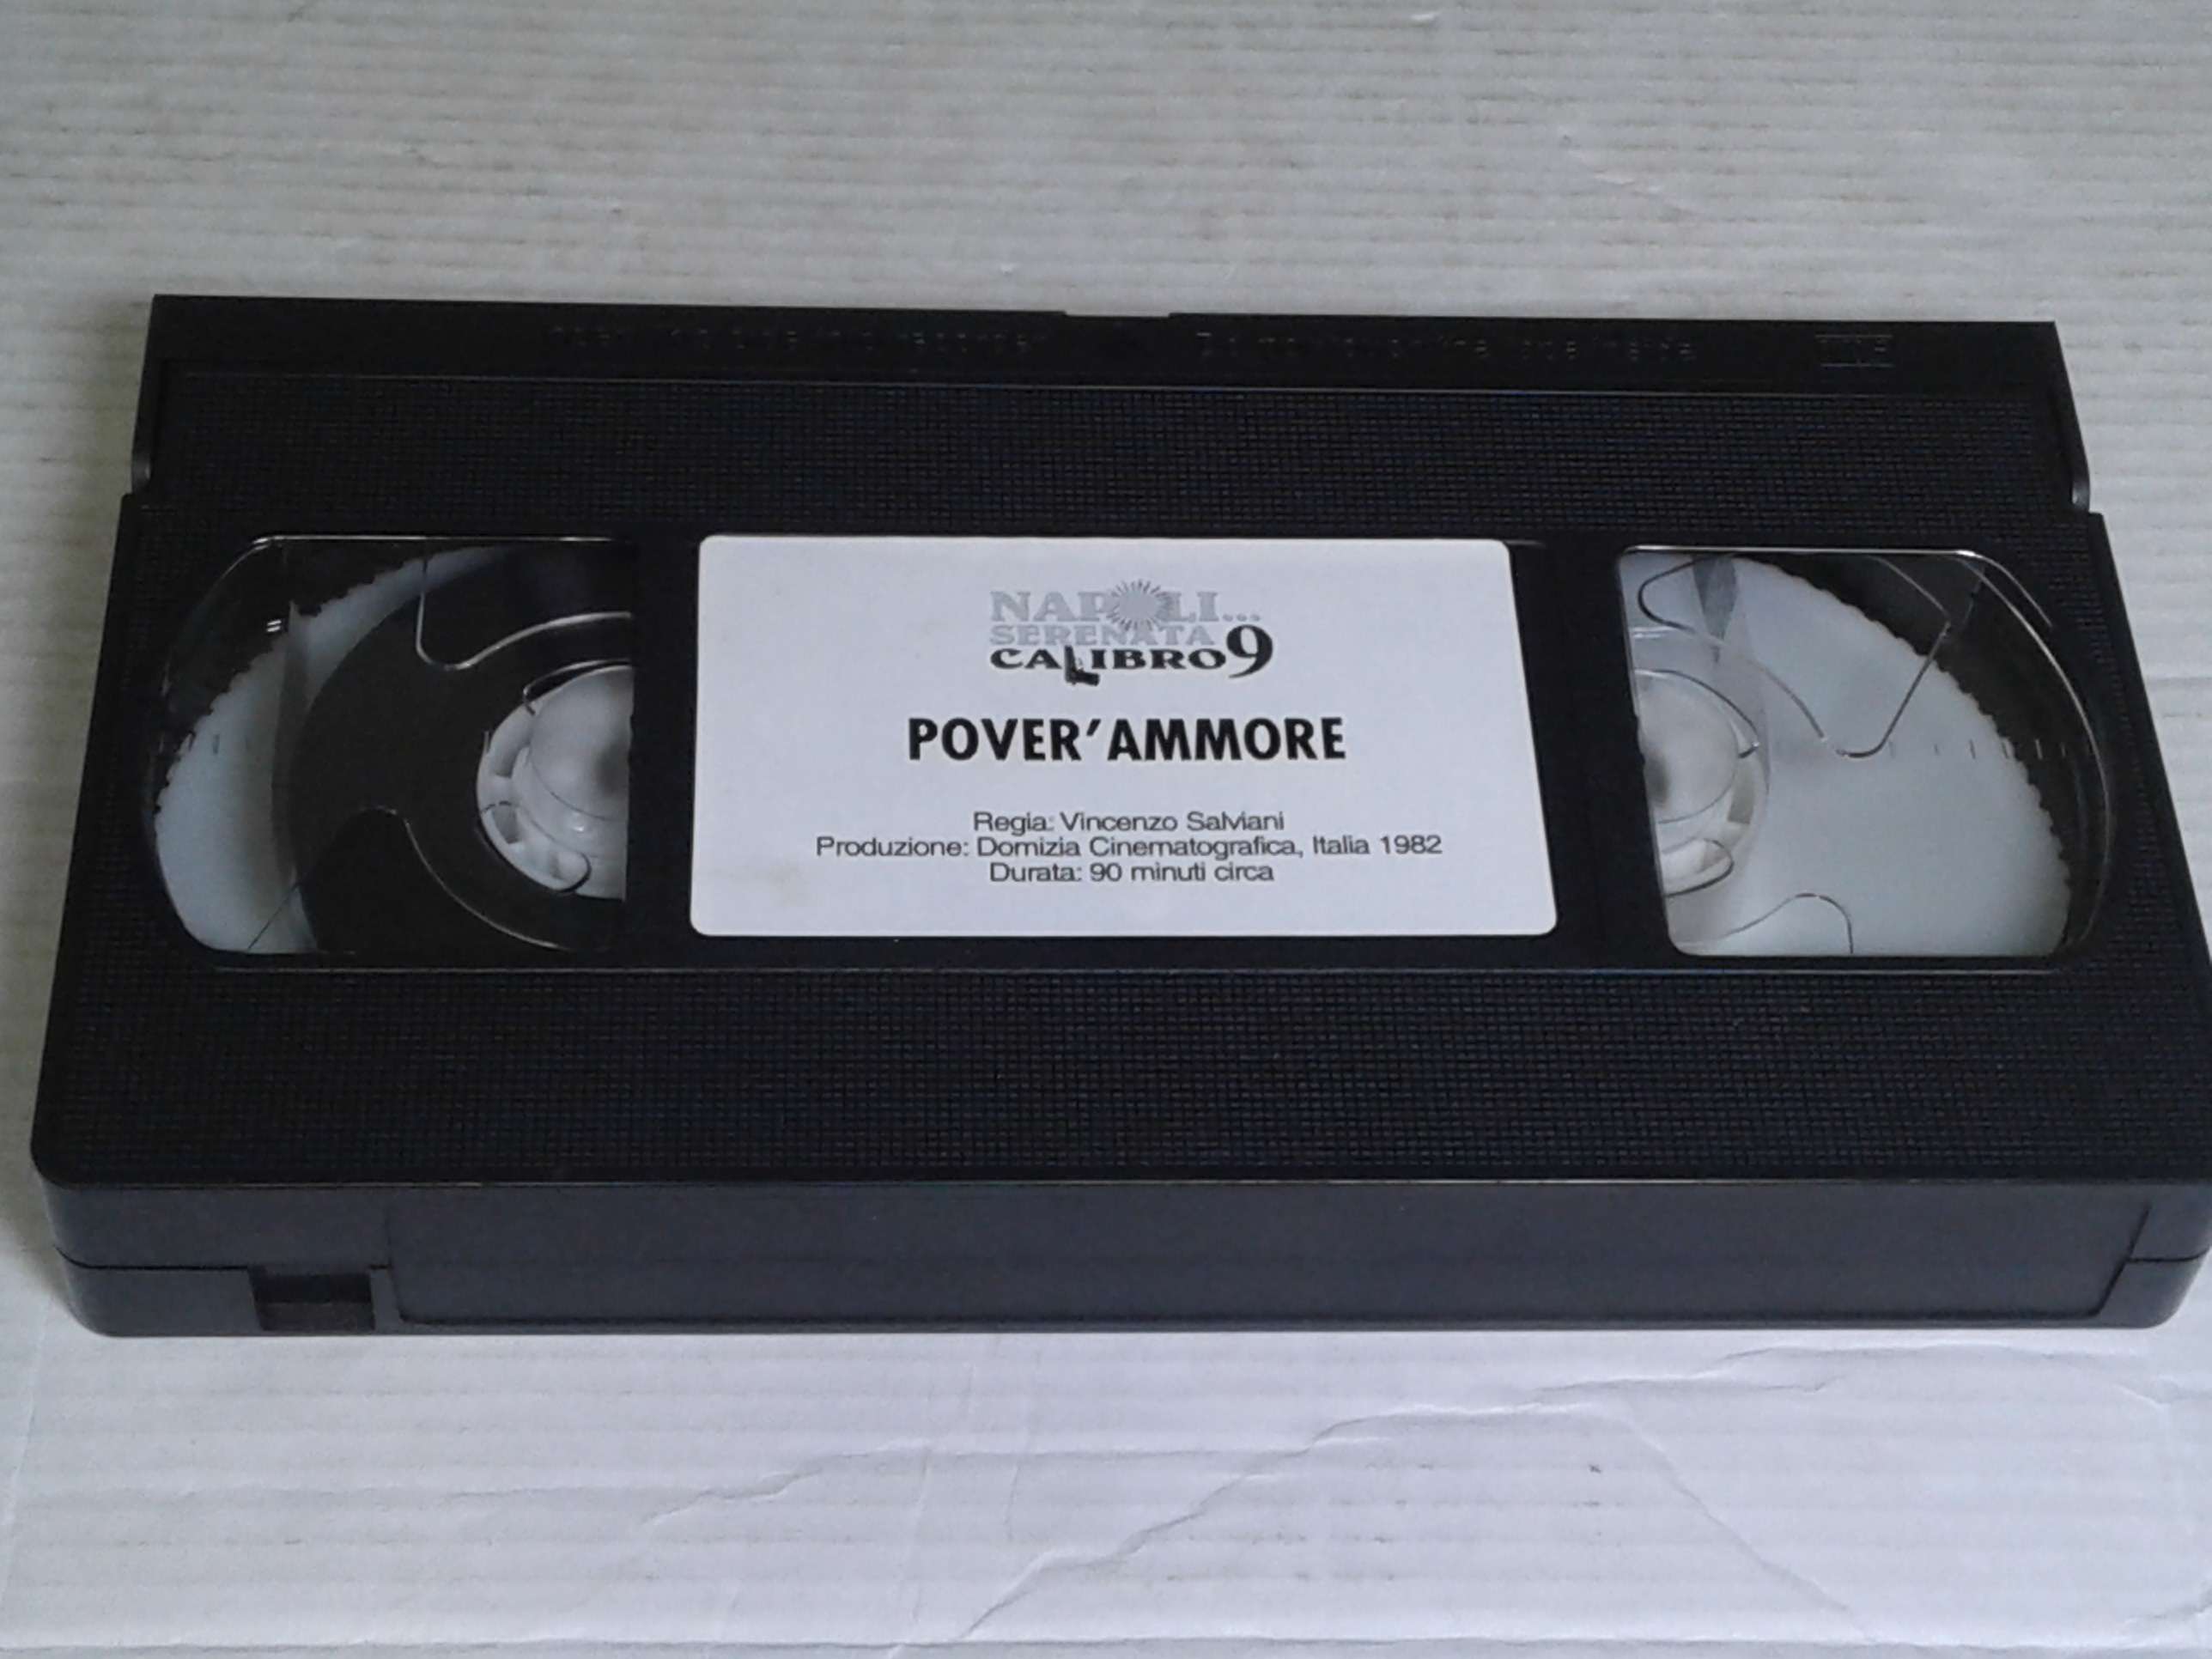 NAPOLI...
SERENATA
CALIBRO 9
POVER'AMMORE
Regia: Vincenzo Salviani
Produzione: Domizia Cinematografica, Italia 1982
Durata: 90 minuti circa